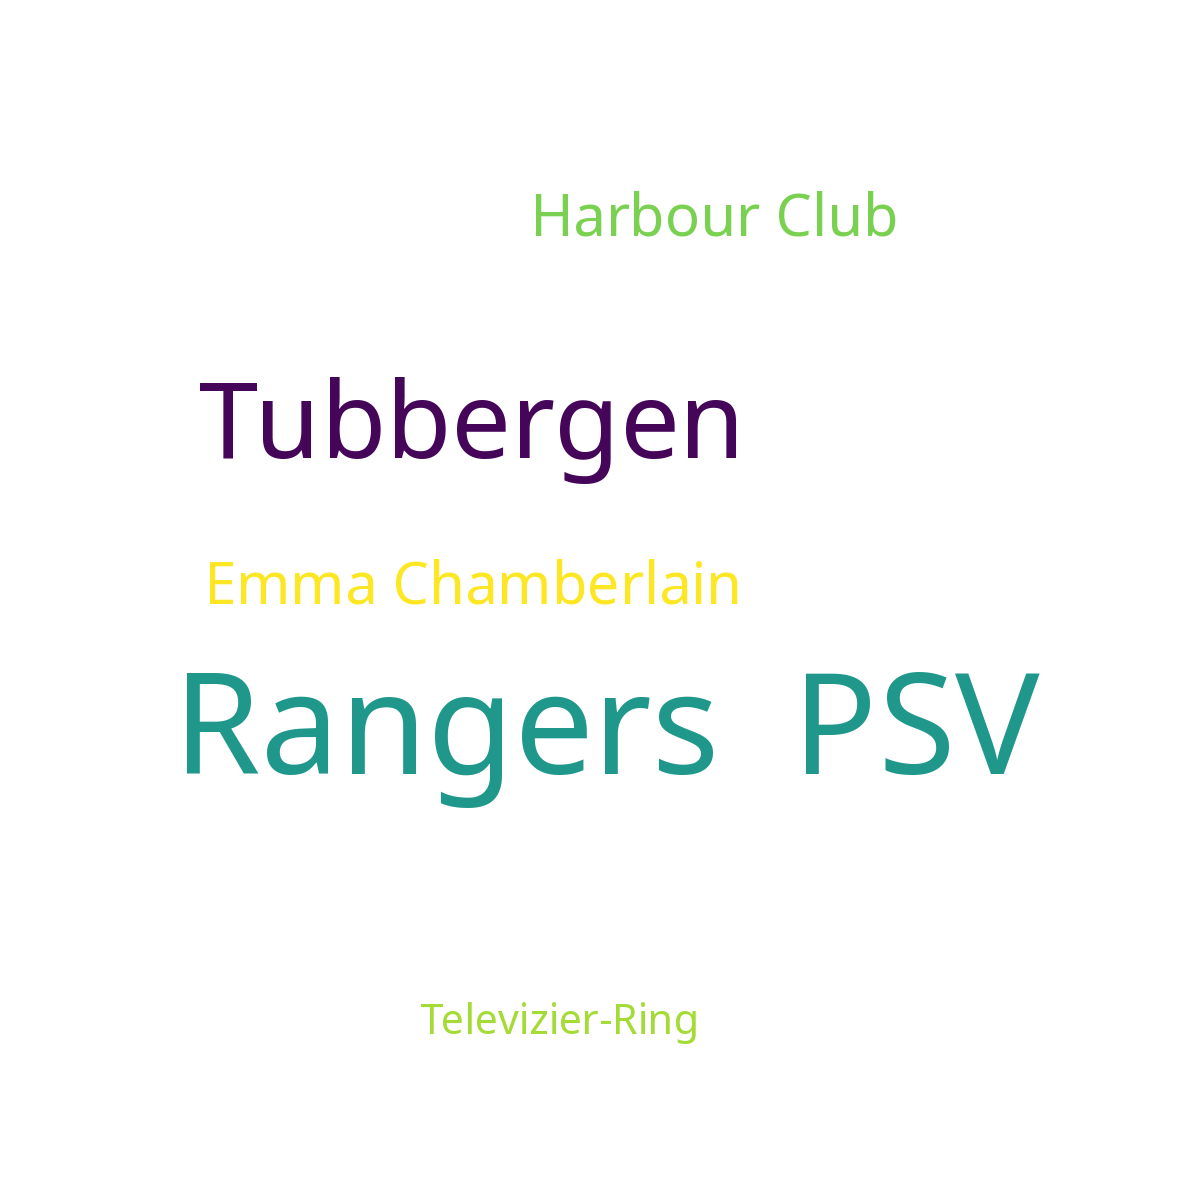 Harbour Club
Tubbergen
Emma Chamberlain
Rangers PSV
Televizier-Ring